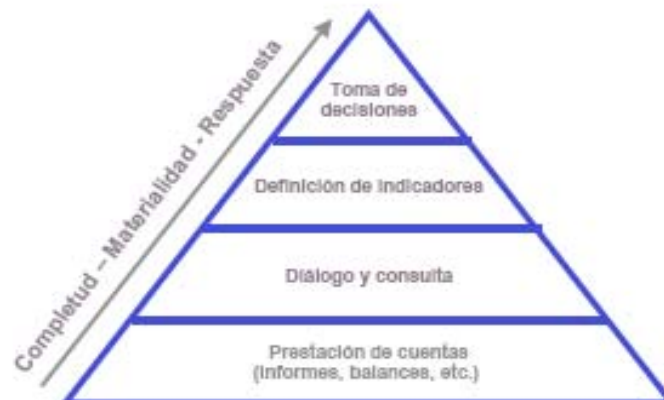 Completud – Materialidad - Respuesta
Toma de
decisiones
Definición de indicadores
Diálogo y consulta
Prestación de cuentas
(informes, balances, etc.)